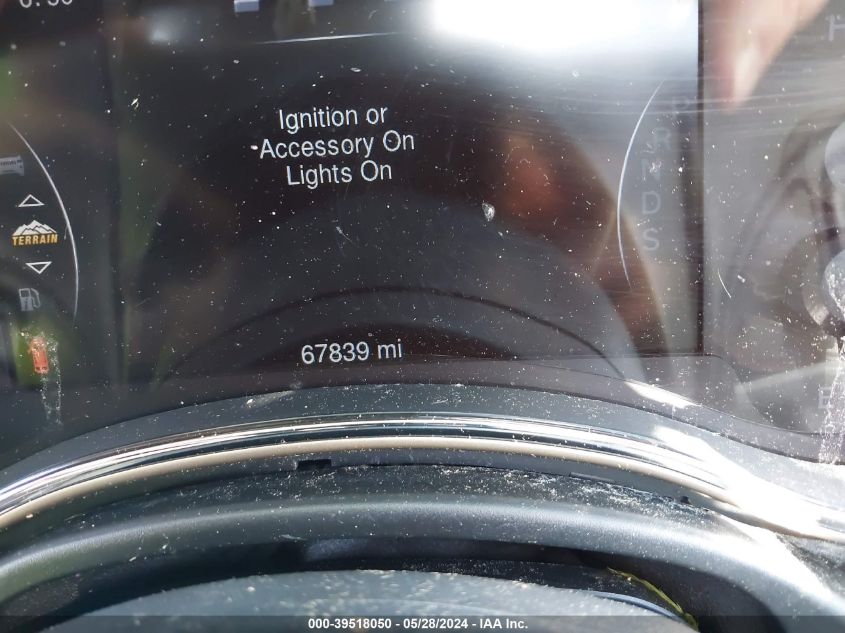 Ignition or
Accessory On
Lights On
TERRAIN
R
N
D
S
H
67839 mi
000-39518050 - 05/28/2024 - IAA Inc.